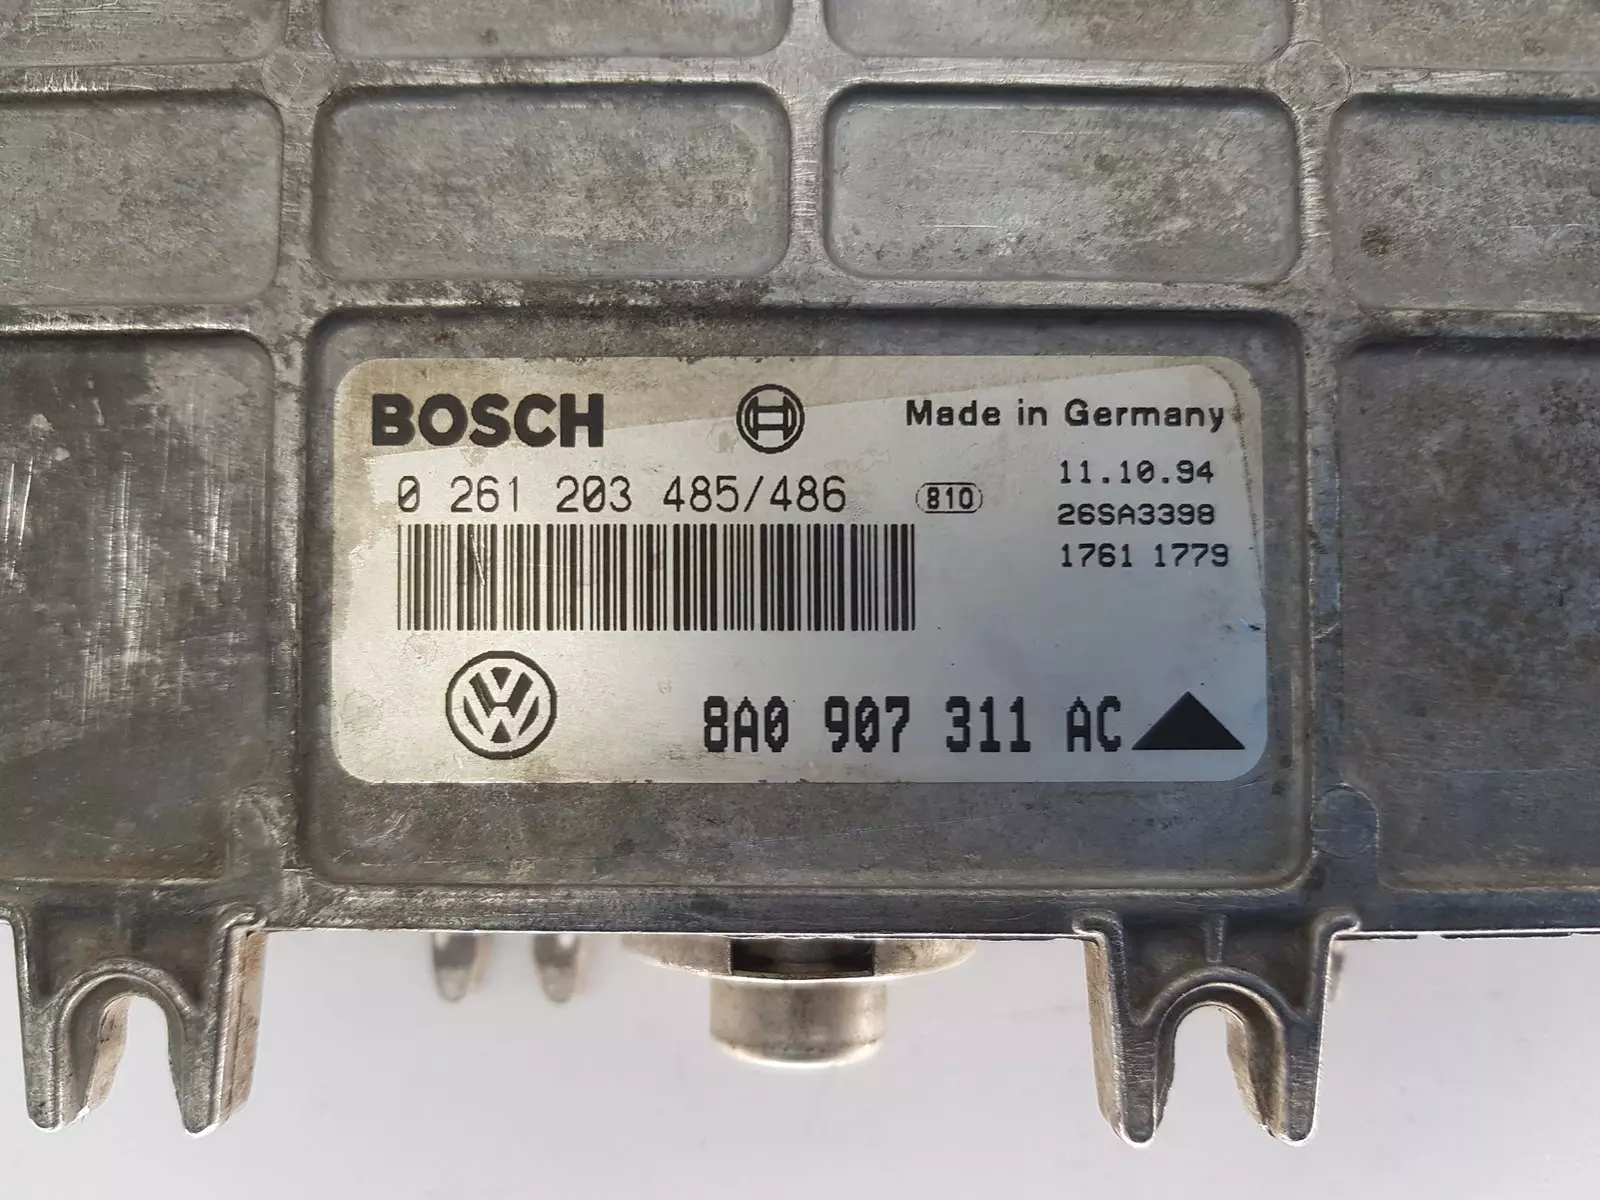 BOSCH
Made in Germany
0 261 203 485/486
810
11.10.94
26SA3398
1761 1779
8A0 907 311 AC